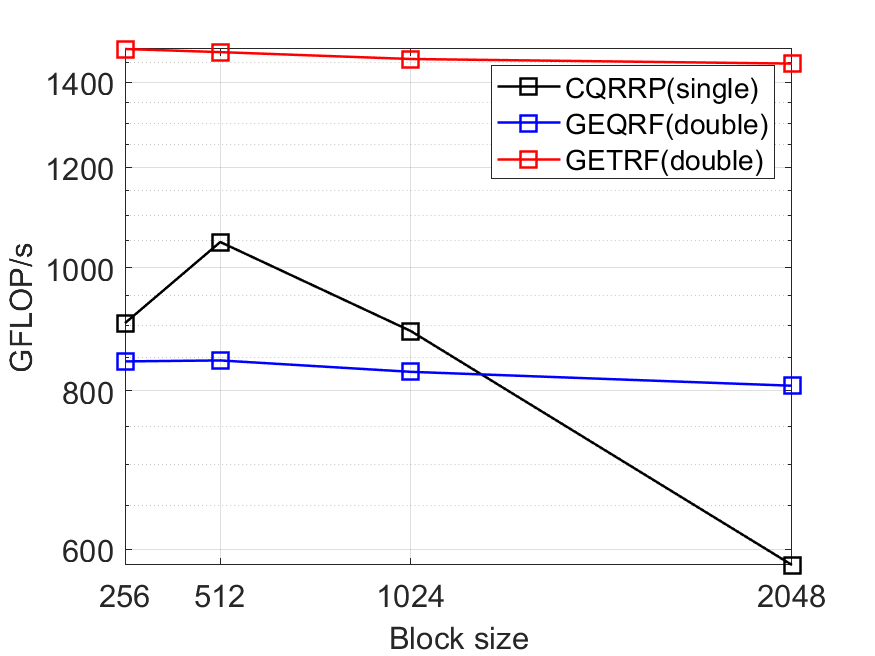 1400
1200
1000
800
600
GFLOP/s
CQRRP(single)
GEQRF(double)
GETRF(double)
256 512 1024 2048
Block size